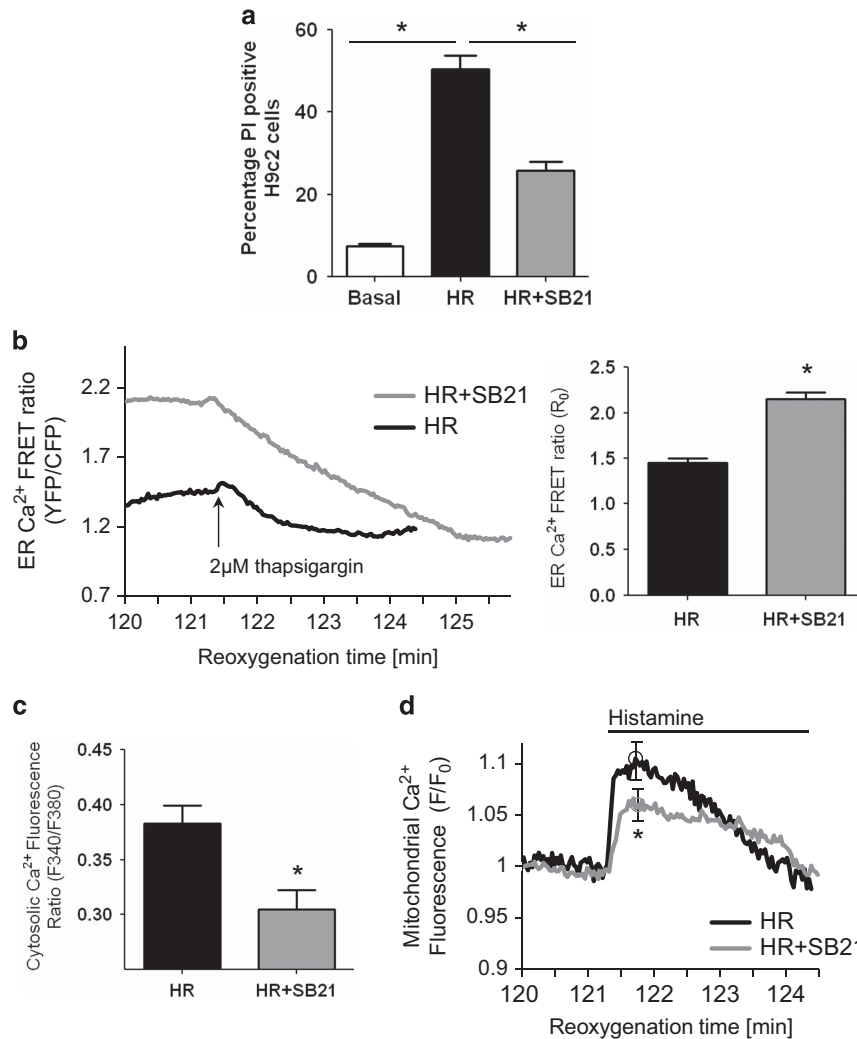 a
Percentage PI positive
H9c2 cells
60
40
20
0
*
*
Basal
HR
HR+SB21
b
ER Ca2+ FRET ratio
(YFP/CFP)
2.2
1.7
1.2
0.7
HR+SB21
HR
2µM thapsigargin
120
121
122
123
124
125
Reoxygenation time [min]
ER Ca2+ FRET ratio (R0)
2.5
2.0
1.5
1.0
0.5
0.0
*
HR
HR+SB21
c
Cytosolic Ca2+ Fluorescence
Ratio (F340/F380)
0.45
0.40
0.35
0.30
*
HR
HR+SB21
d
Histamine
Mitochondrial Ca2+
Fluorescence (F/F0)
1.1
1.05
1
0.95
0.9
*
HR
HR+SB21
120
121
122
123
124
Reoxygenation time [min]